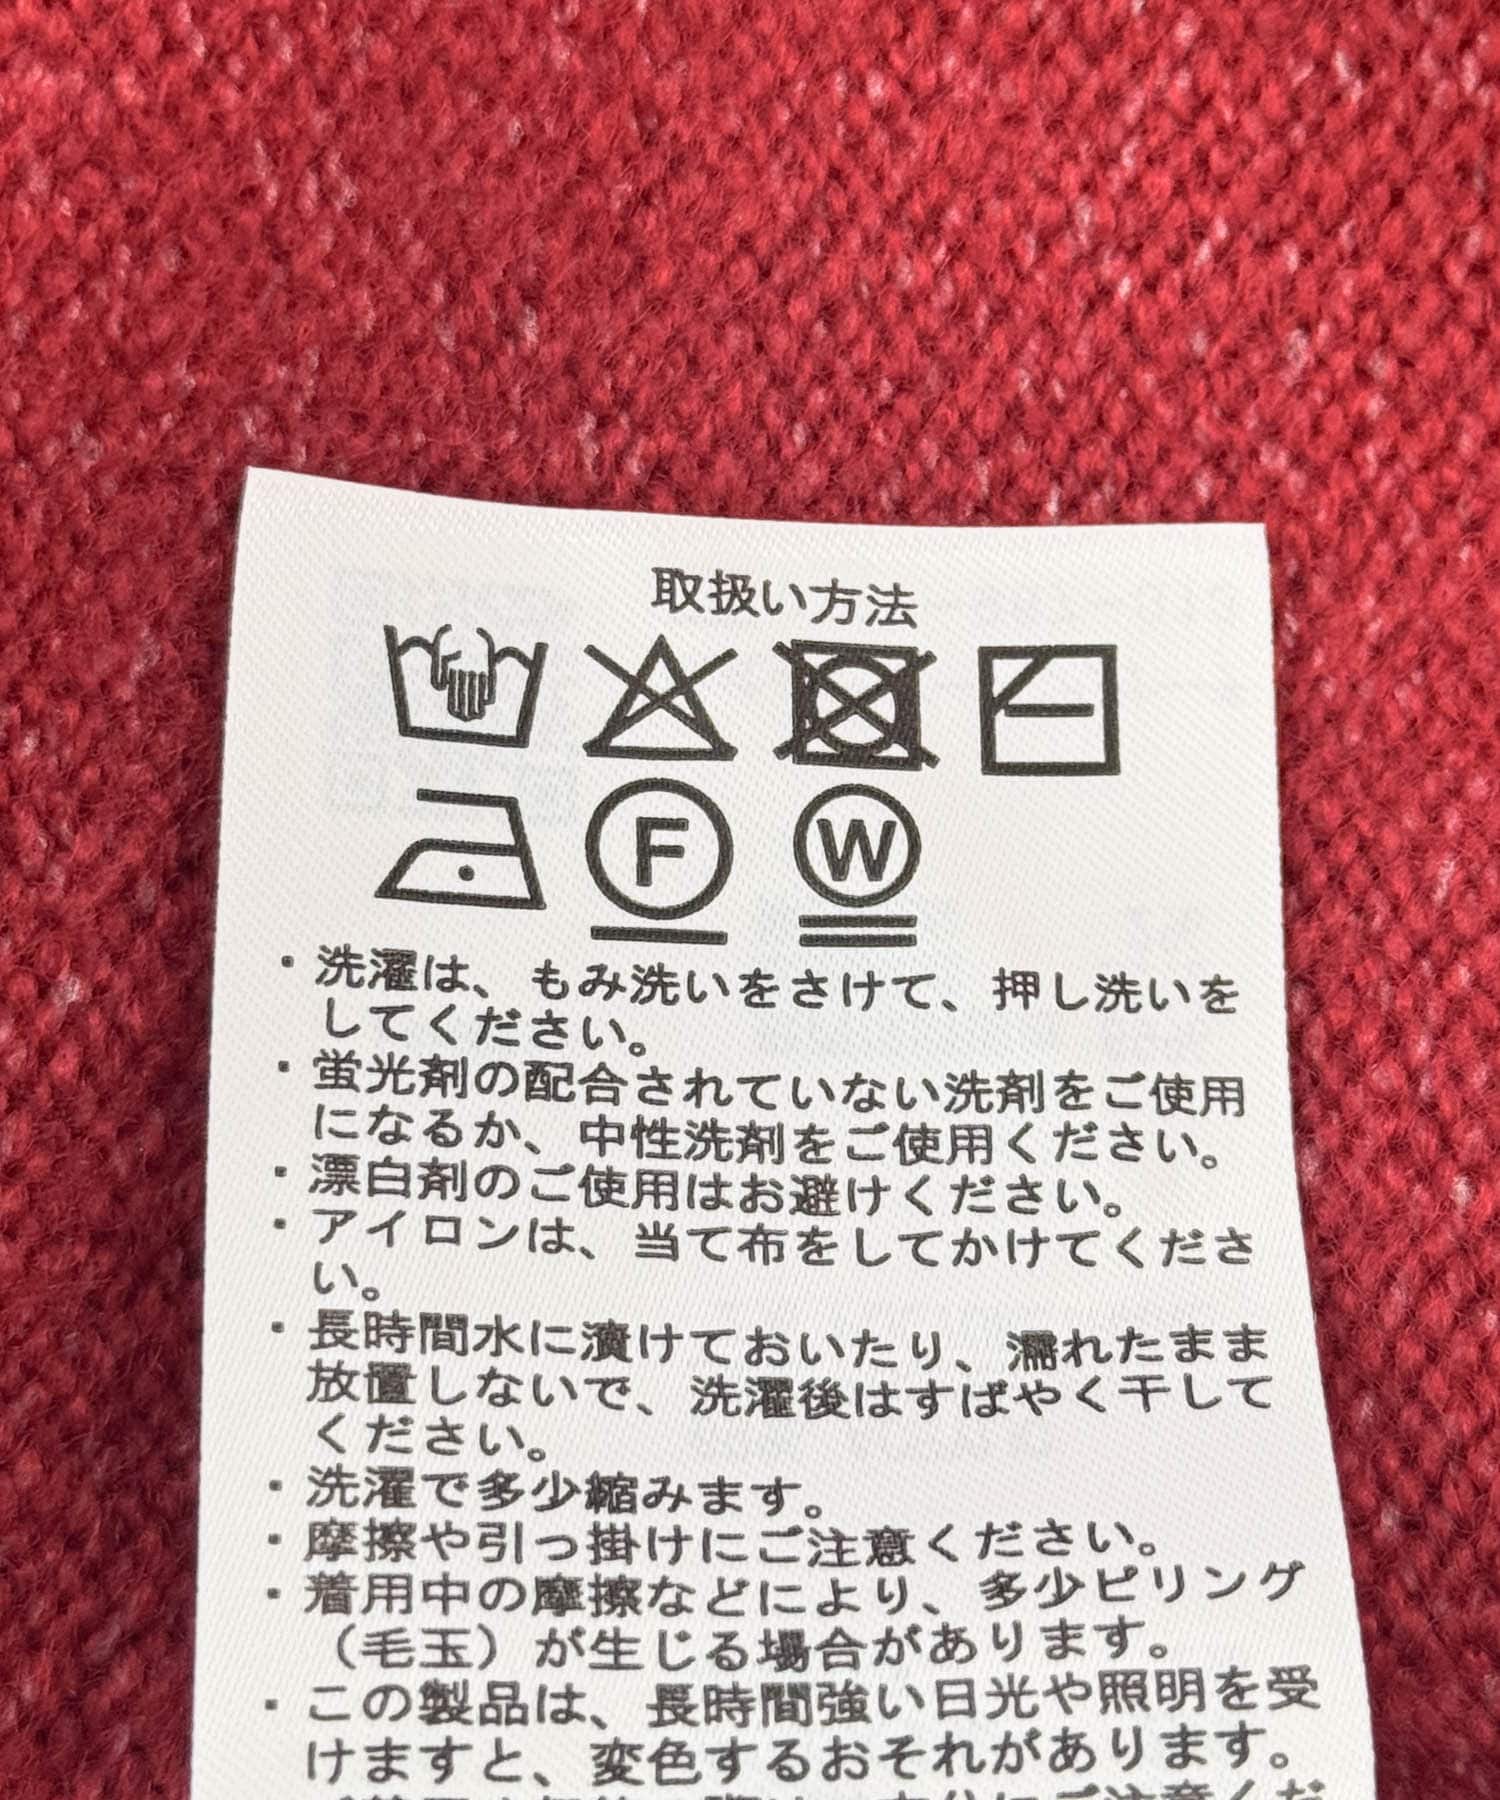 取扱い方法
F W
・洗濯は、もみ洗いをさけて、押し洗いを
してください。
・蛍光剤の配合されていない洗剤をご使用
になるか、中性洗剤をご使用ください。
・漂白剤のご使用はお避けください。
・アイロンは、当て布をしてかけてくださ
い。
・長時間水に漬けておいたり、濡れたまま
放置しないで、洗濯後はすばやく干して
ください。
・洗濯で多少縮みます。
・摩擦や引っ掛けにご注意ください。
・着用中の摩擦などにより、多少ピリング
（毛玉）が生じる場合があります。
・この製品は、長時間強い日光や照明を受
けますと、変色するおそれがあります。